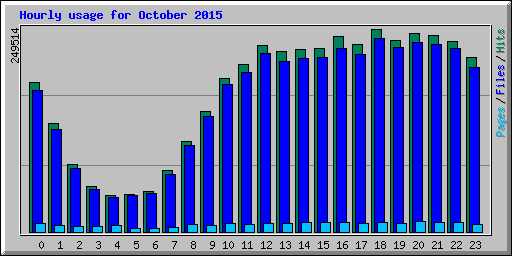 Hourly usage for October 2015
249514
Pages / Files / Hits
0 1 2 3 4 5 6 7 8 9 10 11 12 13 14 15 16 17 18 19 20 21 22 23